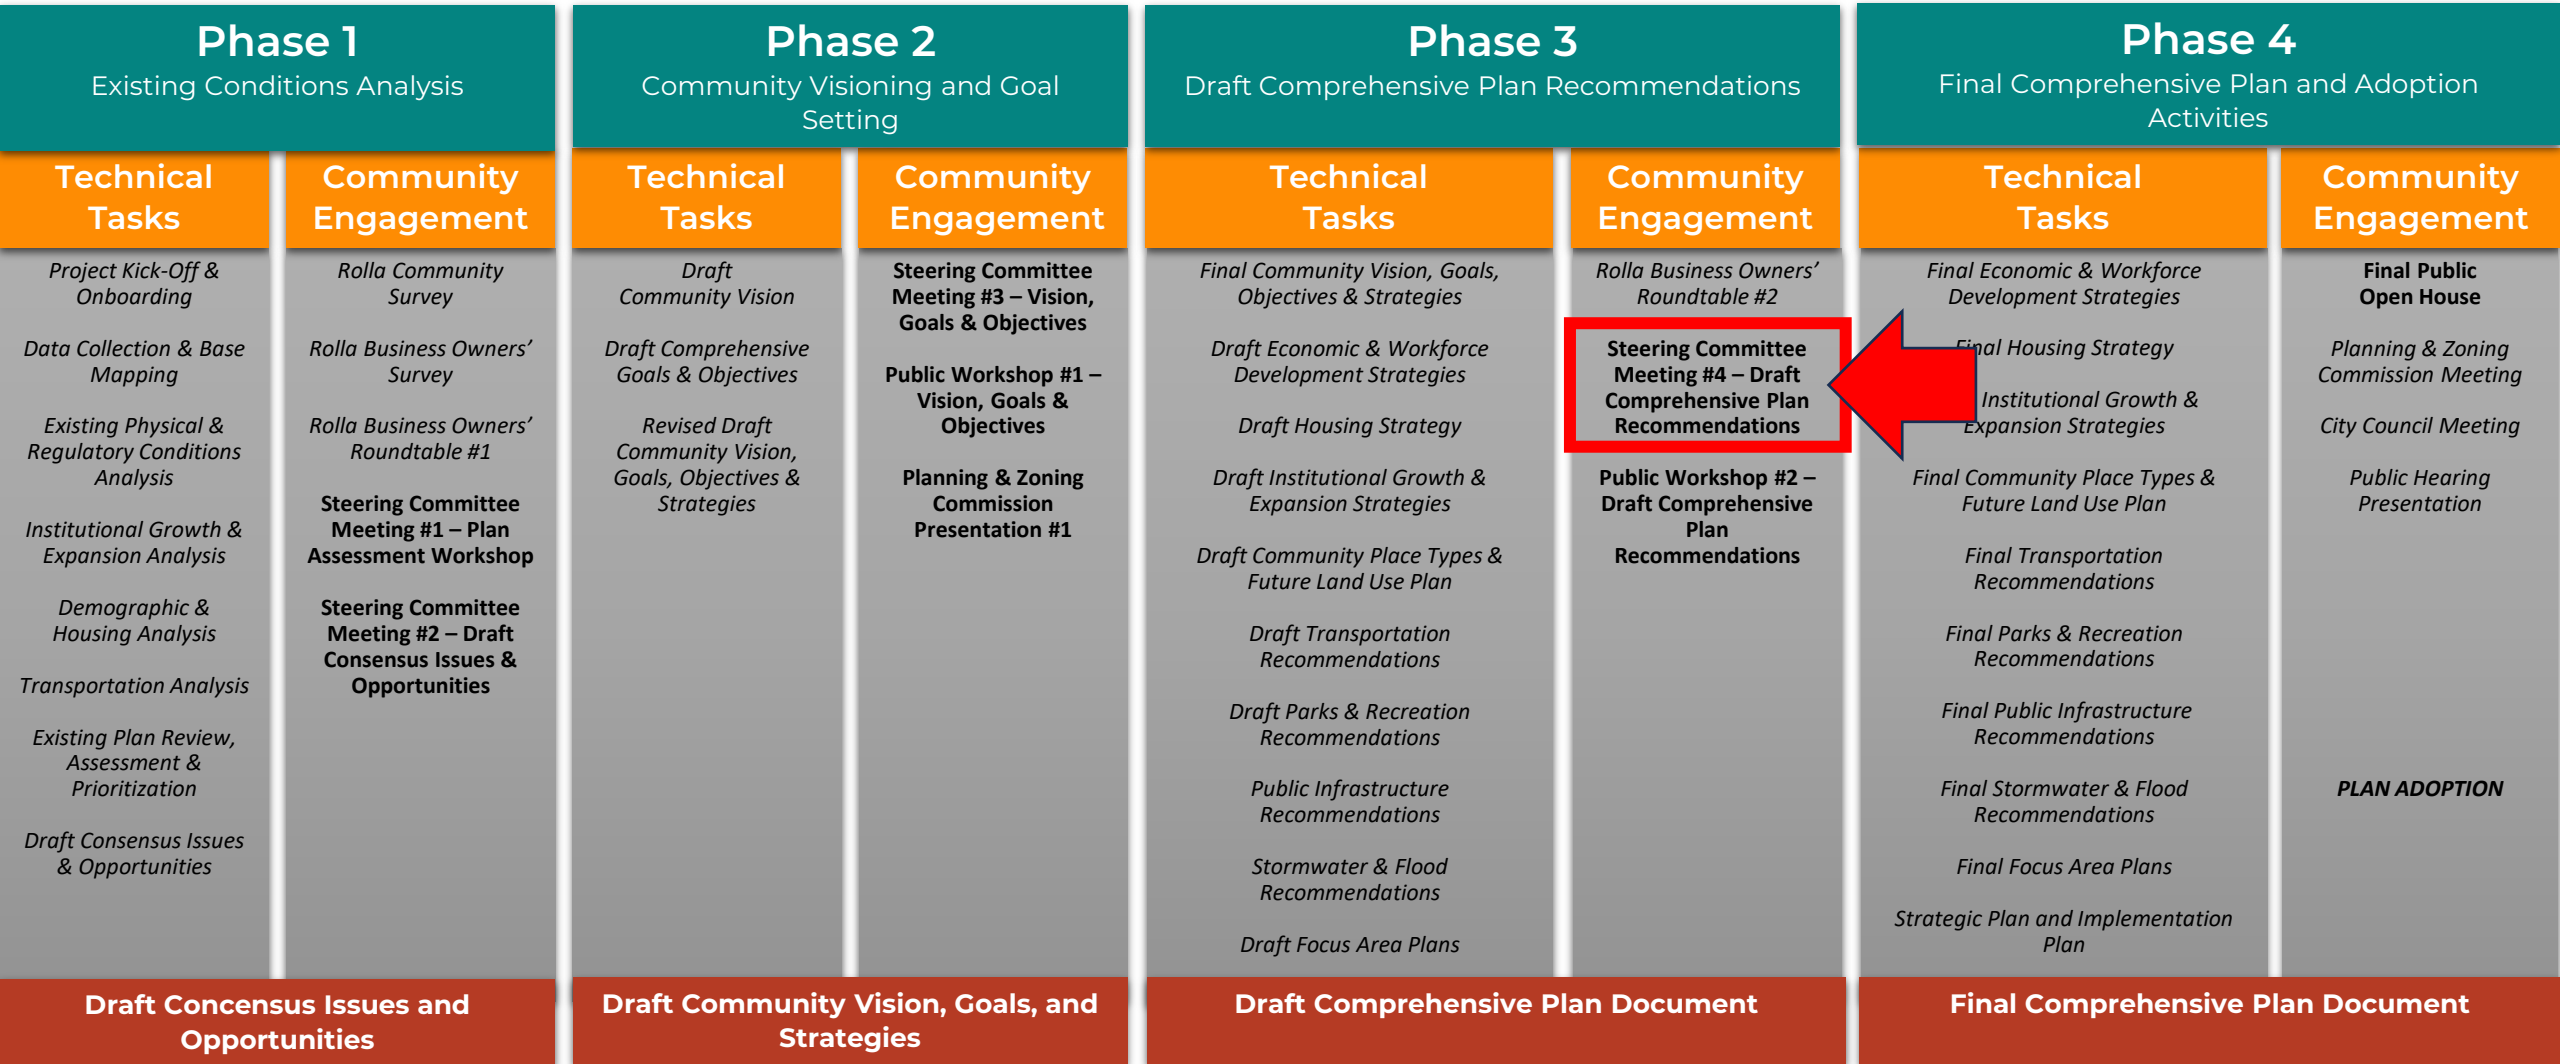 Phase 1
Existing Conditions Analysis
Technical
Tasks
Project Kick-Off &
Onboarding
Data Collection & Base
Mapping
Existing Physical &
Regulatory Conditions
Analysis
Institutional Growth &
Expansion Analysis
Demographic &
Housing Analysis
Transportation Analysis
Existing Plan Review,
Assessment &
Prioritization
Draft Consensus Issues
& Opportunities
Community
Engagement
Rolla Community
Survey
Rolla Business Owners'
Survey
Rolla Business Owners'
Roundtable #1
Steering Committee
Meeting #1 – Plan
Assessment Workshop
Steering Committee
Meeting #2 – Draft
Consensus Issues &
Opportunities
Draft Concensus Issues and
Opportunities
Phase 2
Community Visioning and Goal
Setting
Technical
Tasks
Draft
Community Vision
Draft Comprehensive
Goals & Objectives
Revised Draft
Community Vision,
Goals, Objectives &
Strategies
Community
Engagement
Steering Committee
Meeting #3 – Vision,
Goals & Objectives
Public Workshop #1 –
Vision, Goals &
Objectives
Planning & Zoning
Commission
Presentation #1
Draft Community Vision, Goals, and
Strategies
Phase 3
Draft Comprehensive Plan Recommendations
Technical
Tasks
Final Community Vision, Goals,
Objectives & Strategies
Draft Economic & Workforce
Development Strategies
Draft Housing Strategy
Draft Institutional Growth &
Expansion Strategies
Draft Community Place Types &
Future Land Use Plan
Draft Transportation
Recommendations
Draft Parks & Recreation
Recommendations
Public Infrastructure
Recommendations
Stormwater & Flood
Recommendations
Draft Focus Area Plans
Community
Engagement
Rolla Business Owners'
Roundtable #2
Steering Committee
Meeting #4 – Draft
Comprehensive Plan
Recommendations
Public Workshop #2 –
Draft Comprehensive
Plan
Recommendations
Draft Comprehensive Plan Document
Phase 4
Final Comprehensive Plan and Adoption
Activities
Technical
Tasks
Final Economic & Workforce
Development Strategies
Final Housing Strategy
Institutional Growth &
Expansion Strategies
Final Community Place Types &
Future Land Use Plan
Final Transportation
Recommendations
Final Parks & Recreation
Recommendations
Final Public Infrastructure
Recommendations
Final Stormwater & Flood
Recommendations
Final Focus Area Plans
Strategic Plan and Implementation
Plan
Community
Engagement
Final Public
Open House
Planning & Zoning
Commission Meeting
City Council Meeting
Public Hearing
Presentation
PLAN ADOPTION
Final Comprehensive Plan Document